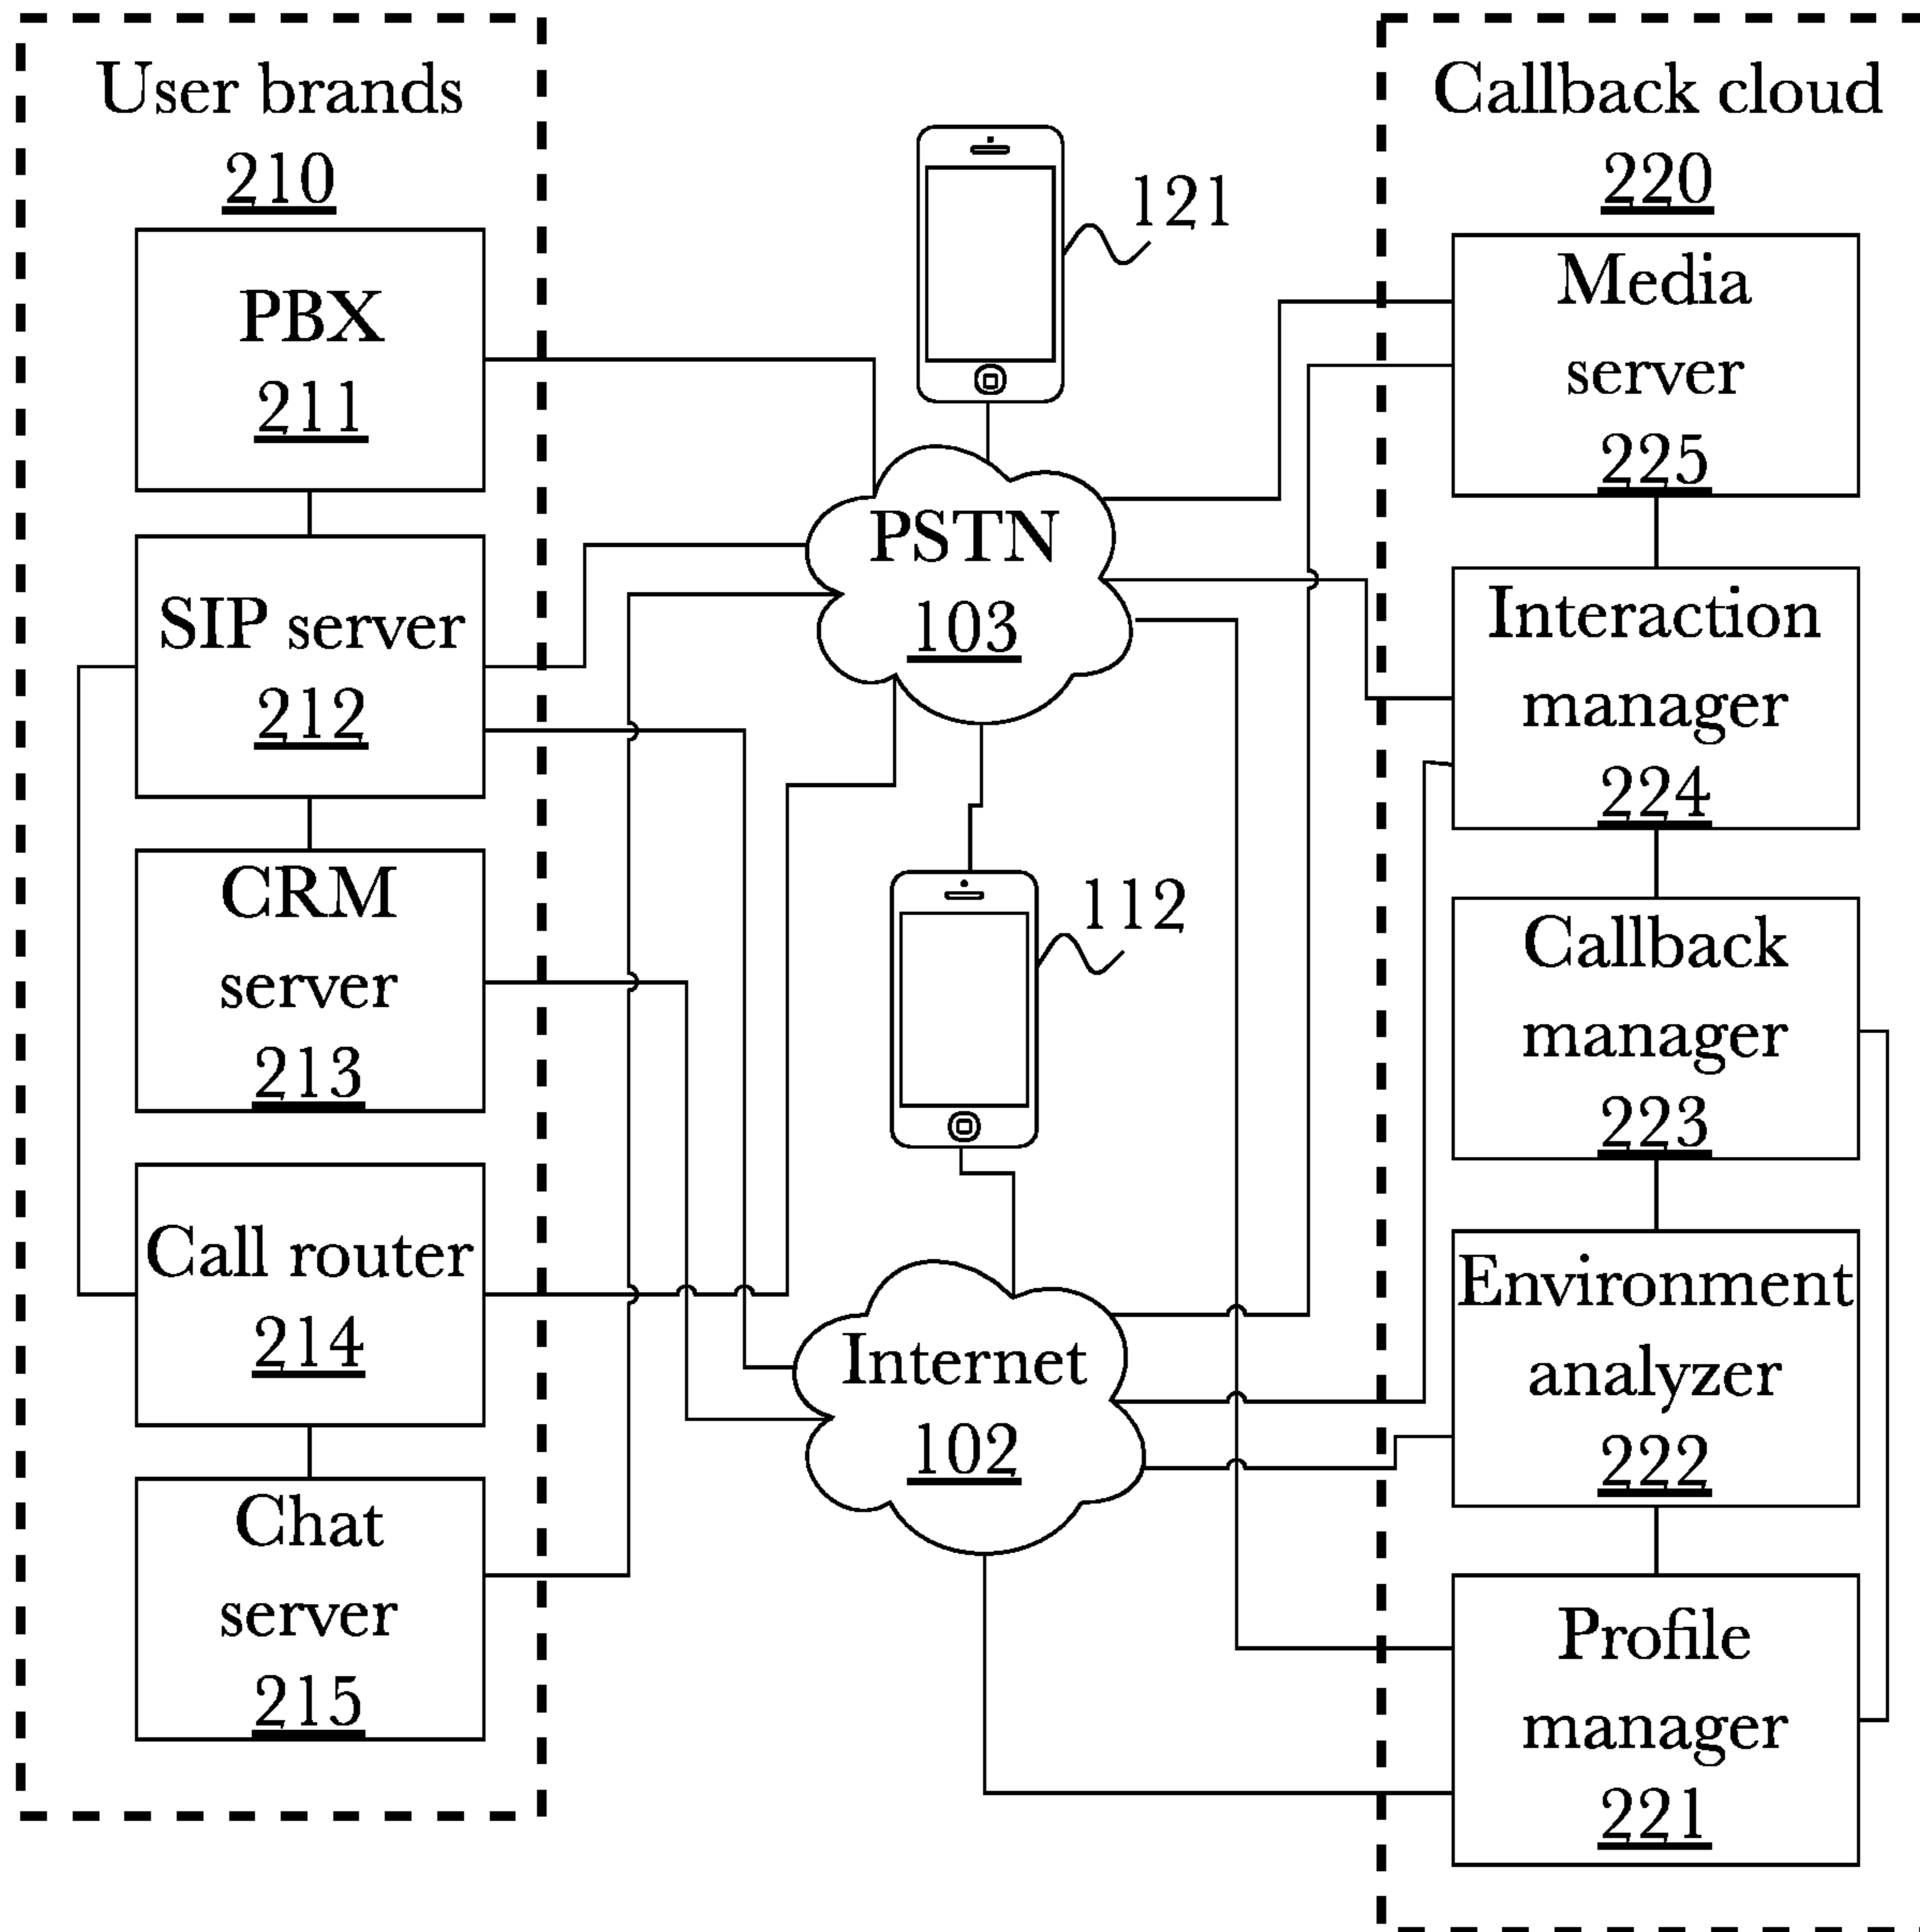 User brands
210
PBX
211
SIP server
212
CRM
server
213
Call router
214
Chat
server
215
121
PSTN
103
112
Internet
102
Callback cloud
220
Media
server
225
Interaction
manager
224
Callback
manager
223
Environment
analyzer
222
Profile
manager
221